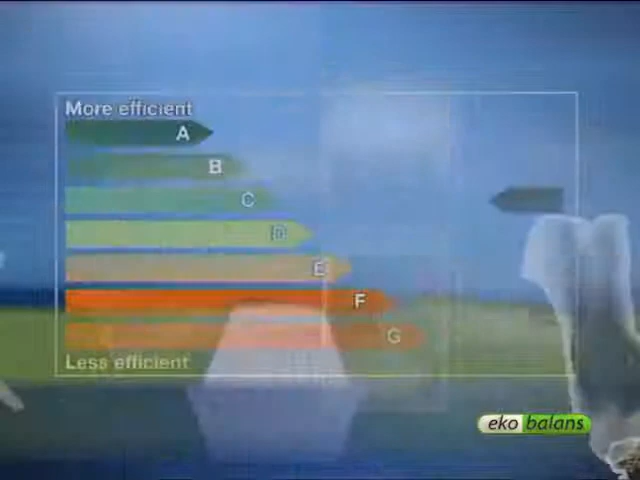 More efficient
A
B
C
D
E
F
G
Less efficient
eko balans